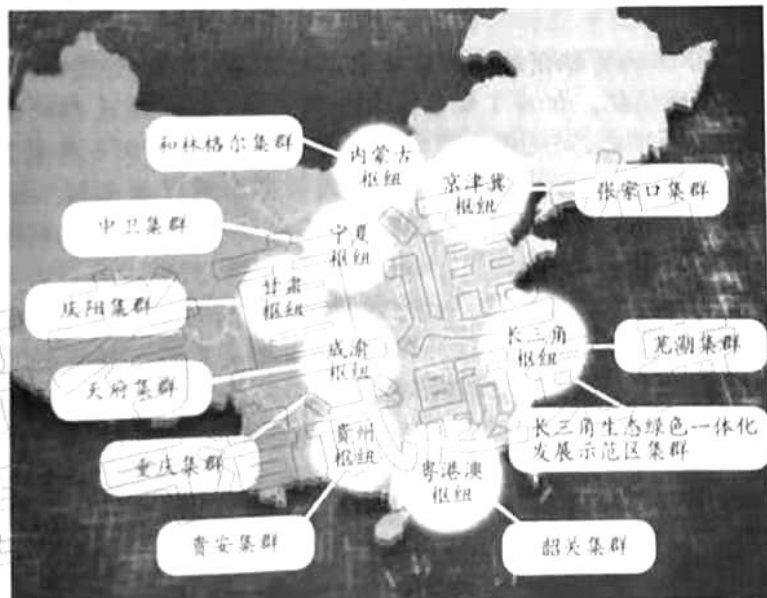 和林格尔集群
内蒙古
枢纽
京津冀
枢纽
张家口集群
中卫集群
宁夏
枢纽
庆阳集群
甘肃
枢纽
长三角
枢纽
芜湖集群
成渝
枢纽
天府集群
长三角生态绿色一体化
发展示范区集群
重庆集群
贵州
枢纽
粤港澳
枢纽
贵安集群
韶关集群